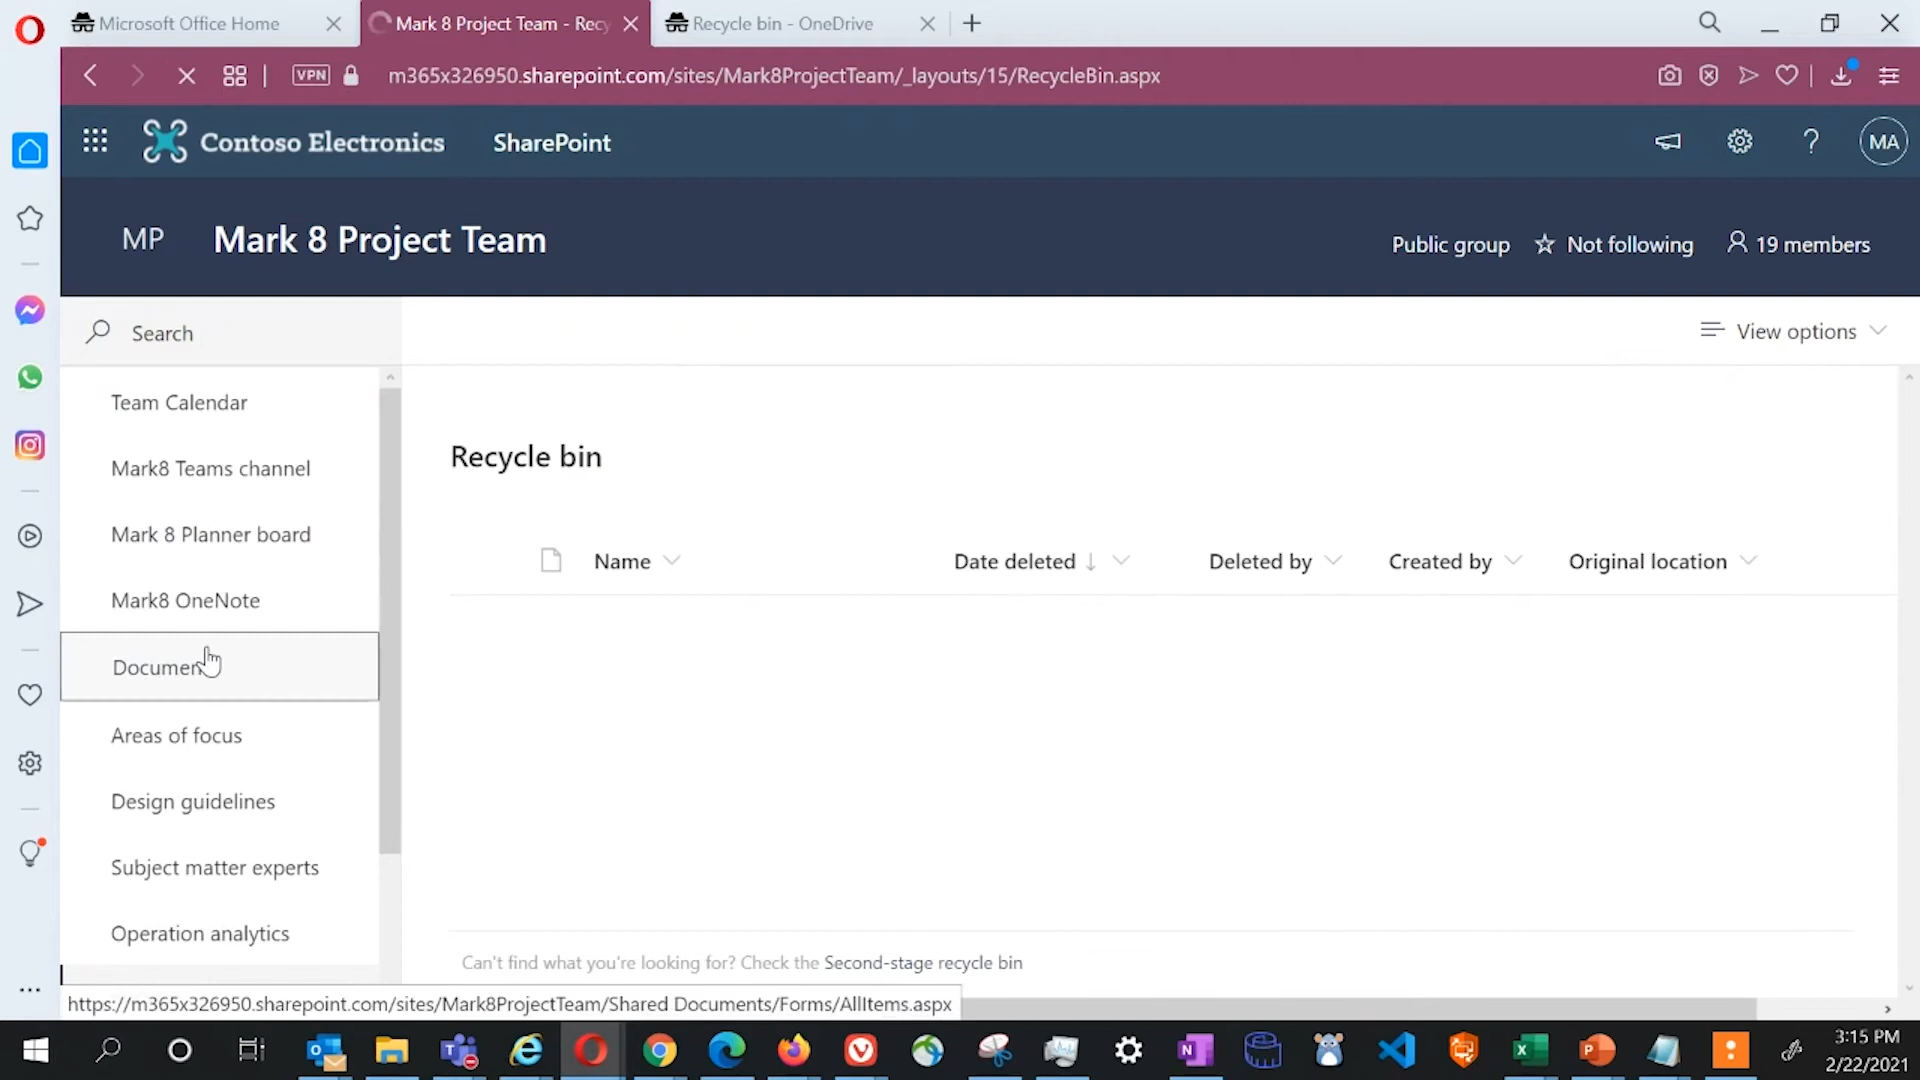 Microsoft Office Home
Mark 8 Project Team - Recy
Recycle bin - OneDrive
VPN
m365x326950.sharepoint.com/sites/Mark8ProjectTeam/_layouts/15/RecycleBin.aspx
Contoso Electronics
SharePoint
MA
MP
Mark 8 Project Team
Public group
Not following
19 members
Search
View options
Team Calendar
Mark8 Teams channel
Mark 8 Planner board
Mark8 OneNote
Documen
Areas of focus
Design guidelines
Subject matter experts
Operation analytics
Recycle bin
Name
Date deleted
Deleted by
Created by
Original location
Can't find what you're looking for? Check the Second-stage recycle bin
https://m365x326950.sharepoint.com/sites/Mark8ProjectTeam/Shared Documents/Forms/AllItems.aspx
3:15 PM
2/22/2021